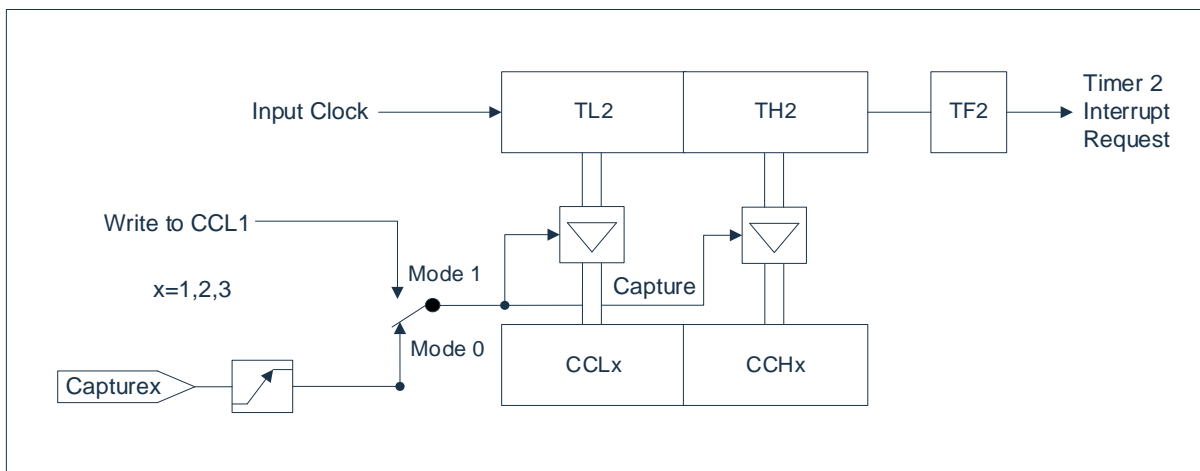 Input Clock
TL2
TH2
TF2
Timer 2
Interrupt
Request
Write to CCL1
x=1,2,3
Mode 1
Capture
Mode 0
CCLx
CCHx
Capturex